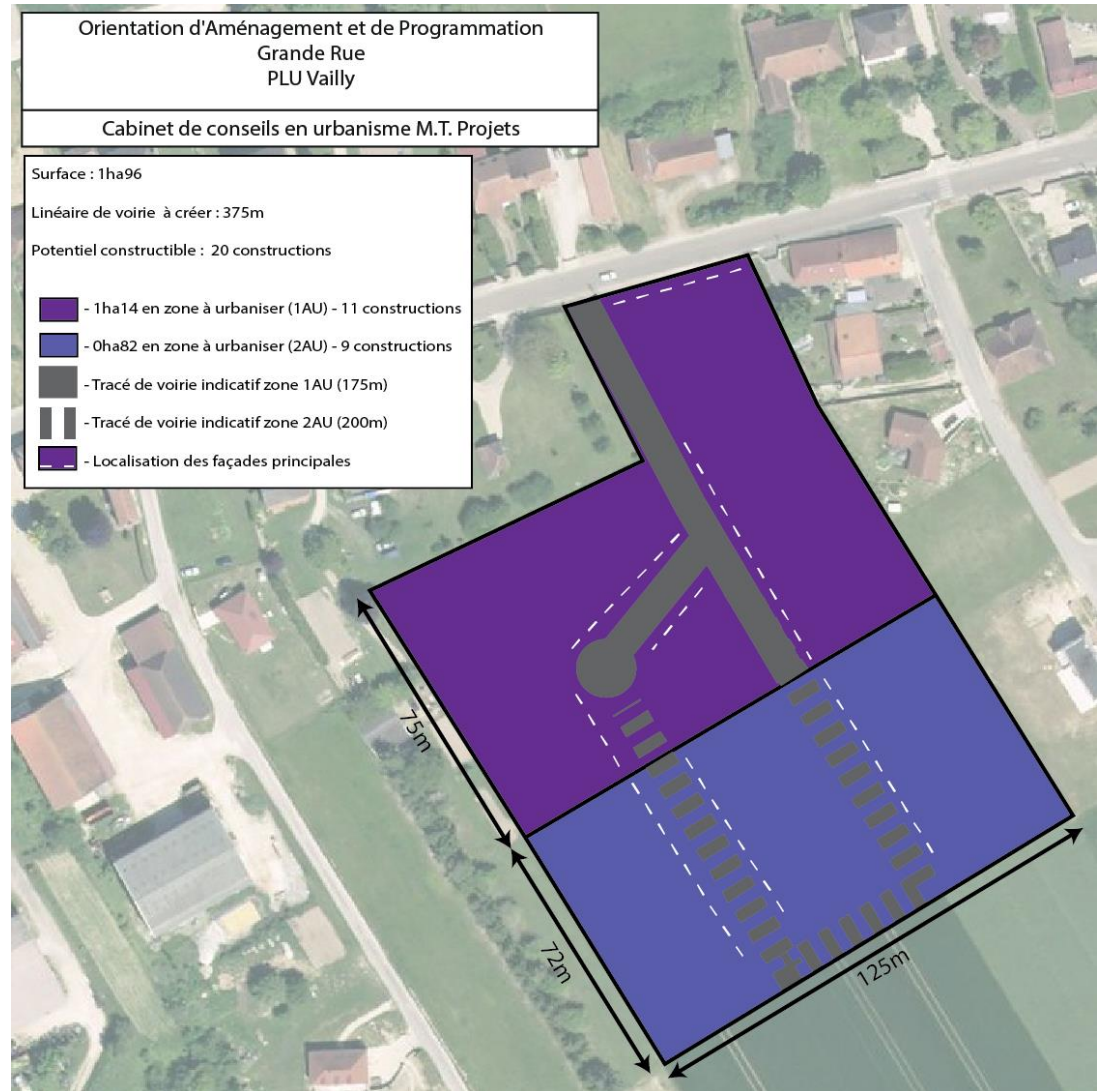 Orientation d'Aménagement et de Programmation
Grande Rue
PLU Vailly
Cabinet de conseils en urbanisme M.T. Projets
Surface : 1ha96
Linéaire de voirie à créer : 375m
Potentiel constructible : 20 constructions
- 1ha14 en zone à urbaniser (1AU) - 11 constructions
- 0ha82 en zone à urbaniser (2AU) - 9 constructions
- Tracé de voirie indicatif zone 1AU (175m)
- Tracé de voirie indicatif zone 2AU (200m)
- Localisation des façades principales
75m
72m
125m